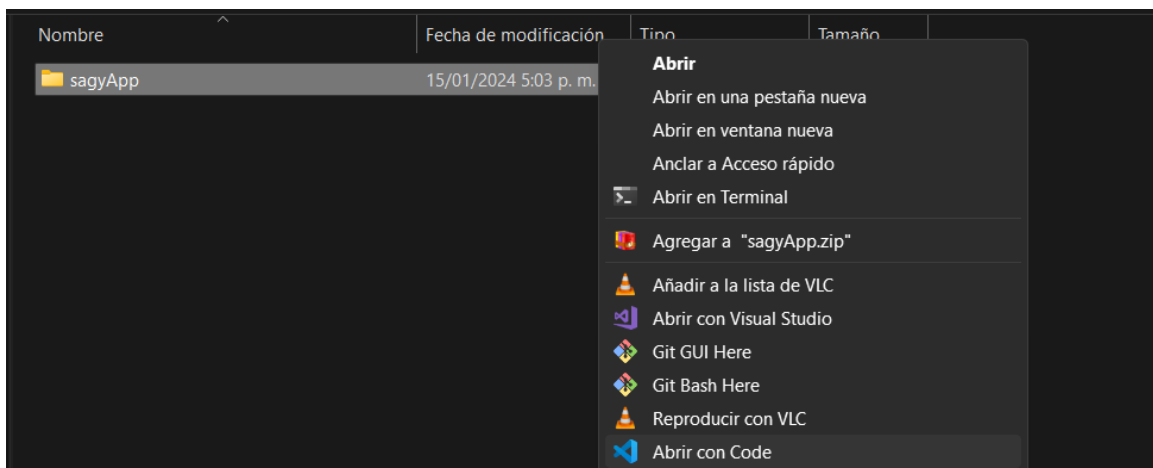 Nombre Fecha de modificación Tipo Tamaño
sagyApp 15/01/2024 5:03 p. m.
Abrir
Abrir en una pestaña nueva
Abrir en ventana nueva
Anclar a Acceso rápido
Abrir en Terminal
Agregar a "sagyApp.zip"
Añadir a la lista de VLC
Abrir con Visual Studio
Git GUI Here
Git Bash Here
Reproducir con VLC
Abrir con Code